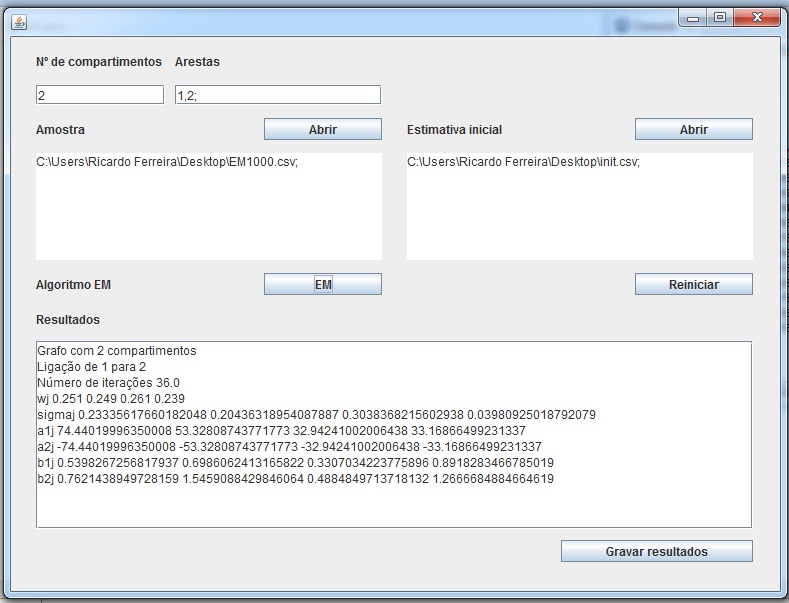 Nº de compartimentos Arestas
2 1,2;
Amostra Abrir Estimativa inicial Abrir
C:\Users\Ricardo Ferreira\Desktop\EM1000.csv; C:\Users\Ricardo Ferreira\Desktop\init.csv;
Algoritmo EM EM Reiniciar
Resultados
Grafo com 2 compartimentos
Ligação de 1 para 2
Número de iterações 36.0
wj 0.251 0.249 0.261 0.239
sigmaj 0.23335617660182048 0.20436318954087887 0.3038368215602938 0.03980925018792079
a1j 74.44019996350008 53.32808743771773 32.94241002006438 33.16866499231337
a2j -74.44019996350008 -53.32808743771773 -32.94241002006438 -33.16866499231337
b1j 0.5398267256817937 0.6986062413165822 0.3307034223775896 0.8918283466785019
b2j 0.7621438949728159 1.5459088429846064 0.4884849713718132 1.2666684884664619
Gravar resultados